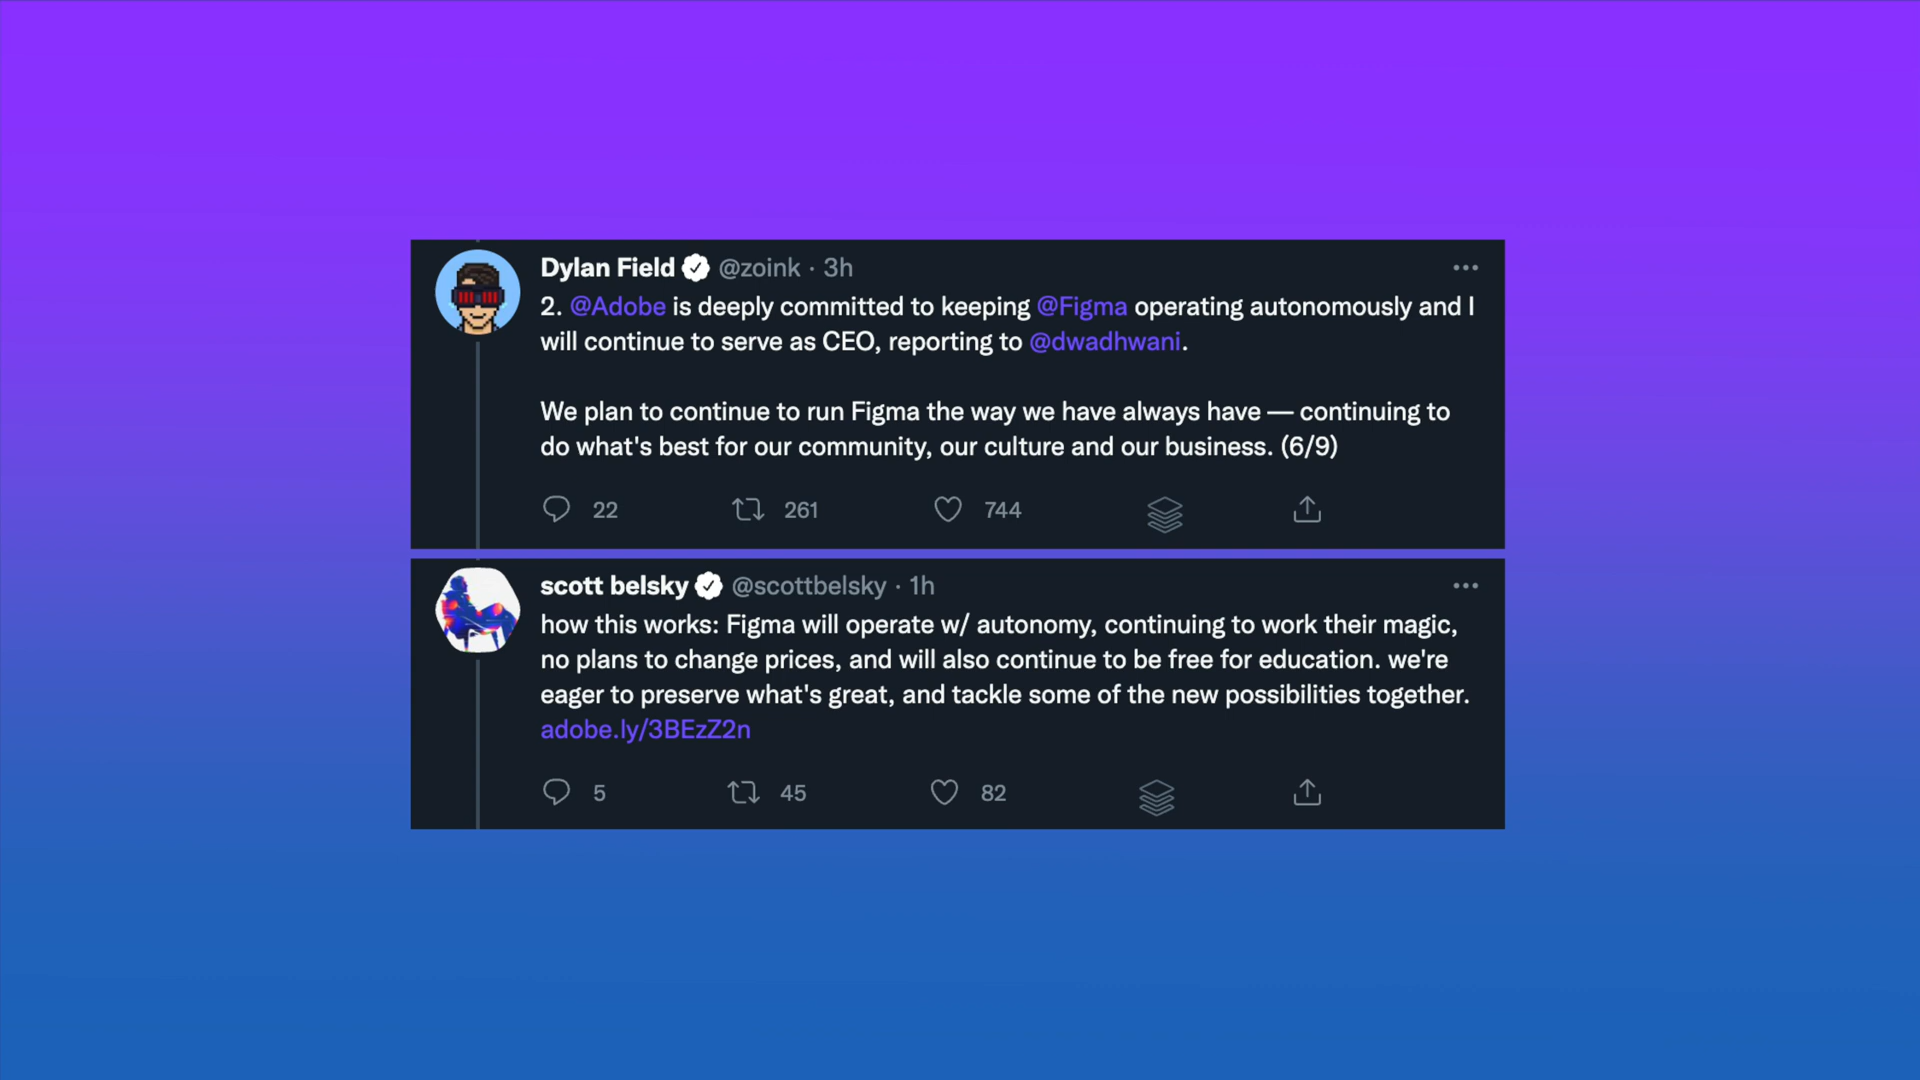 Dylan Field @zoink · 3h
2. @Adobe is deeply committed to keeping @Figma operating autonomously and I
will continue to serve as CEO, reporting to @dwadhwani.
We plan to continue to run Figma the way we have always have — continuing to
do what's best for our community, our culture and our business. (6/9)
22 261 744
scott belsky @scottbelsky · 1h
how this works: Figma will operate w/ autonomy, continuing to work their magic,
no plans to change prices, and will also continue to be free for education. we're
eager to preserve what's great, and tackle some of the new possibilities together.
adobe.ly/3BEzZ2n
5 45 82